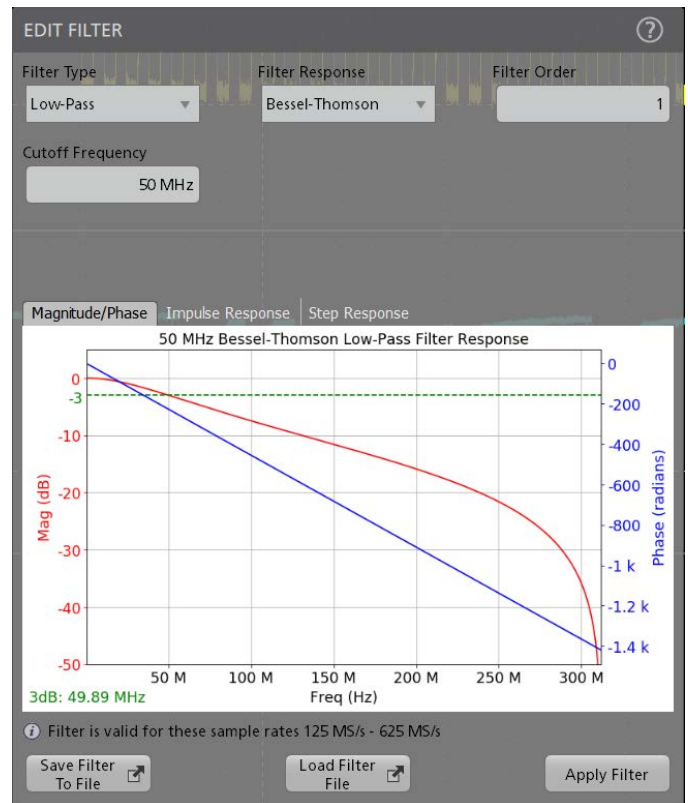 EDIT FILTER ?
Filter Type Filter Response Filter Order
Low-Pass Bessel-Thomson 1
Cutoff Frequency
50 MHz
Magnitude/Phase Impulse Response Step Response
50 MHz Bessel-Thomson Low-Pass Filter Response
0 0
-3
-200
-10 -400
-20 -600
-800
-30
-1 k
-40 -1.2 k
-1.4 k
-50
Mag (dB)
Phase (radians)
50 M 100 M 150 M 200 M 250 M 300 M
3dB: 49.89 MHz Freq (Hz)
i Filter is valid for these sample rates 125 MS/s - 625 MS/s
Save Filter Load Filter Apply Filter
To File File